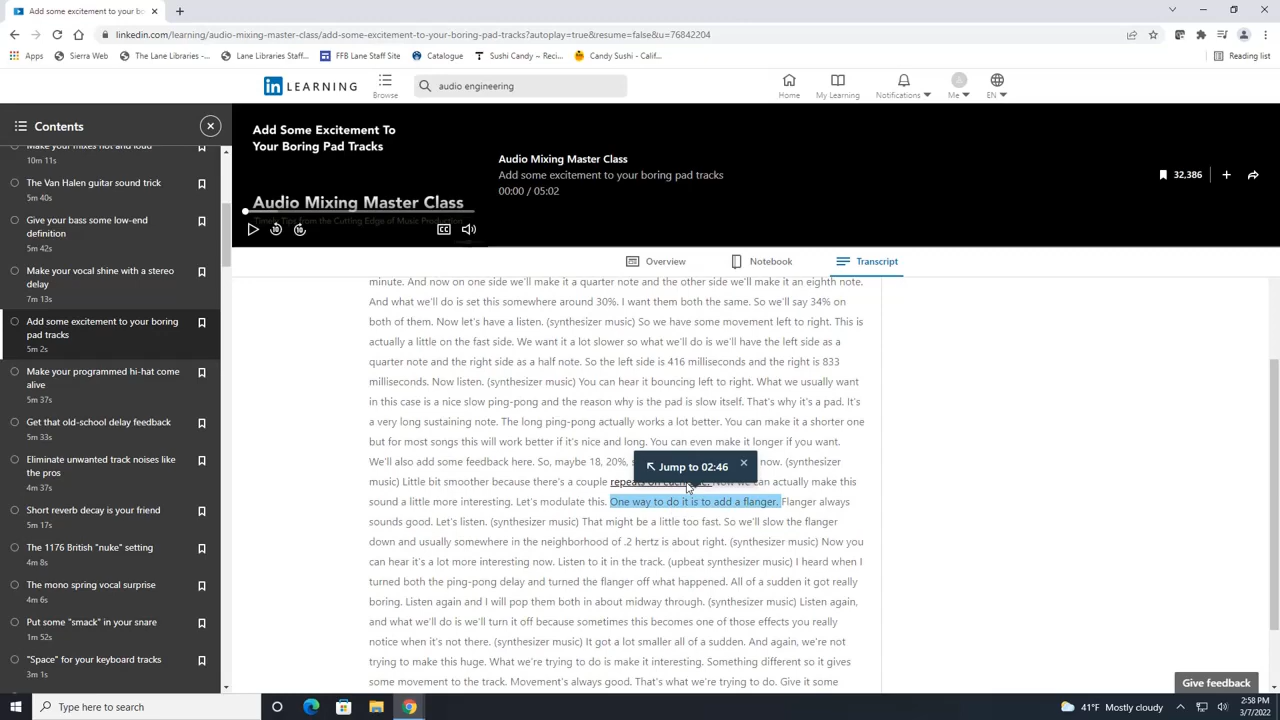 Add some excitement to your bo
linkedin.com/learning/audio-mixing-master-class/add-some-excitement-to-your-boring-pad-tracks?autoplay=true&resume=false&u=76842204
Apps
Sierra Web
The Lane Libraries -...
Lane Libraries Staff...
FFB Lane Staff Site
Catalogue
Sushi Candy – Reci...
Candy Sushi - Calif...
Reading list
in LEARNING
Browse
audio engineering
Home
My Learning
Notifications
Me
EN
Contents
Make your mixes hot and loud
10m 11s
The Van Halen guitar sound trick
5m 40s
Give your bass some low-end
definition
5m 42s
Make your vocal shine with a stereo
delay
7m 13s
Add some excitement to your boring
pad tracks
5m 2s
Make your programmed hi-hat come
alive
5m 37s
Get that old-school delay feedback
5m 33s
Eliminate unwanted track noises like
the pros
4m 37s
Short reverb decay is your friend
5m 17s
The 1176 British "nuke" setting
4m 8s
The mono spring vocal surprise
4m 6s
Put some "smack" in your snare
1m 52s
"Space" for your keyboard tracks
3m 1s
Add Some Excitement To
Your Boring Pad Tracks
Audio Mixing Master Class
Timely Tips from the Cutting Edge of Music Production
10
10
CC
Audio Mixing Master Class
Add some excitement to your boring pad tracks
00:00 / 05:02
32,386
Overview
Notebook
Transcript
minute. And now on one side we'll make it a quarter note and the other side we'll make it an eighth note.
And what we'll do is set this somewhere around 30%. I want them both the same. So we'll say 34% on
both of them. Now let's have a listen. (synthesizer music) So we have some movement left to right. This is
actually a little on the fast side. We want it a lot slower so what we'll do is we'll have the left side as a
quarter note and the right side as a half note. So the left side is 416 milliseconds and the right is 833
milliseconds. Now listen. (synthesizer music) You can hear it bouncing left to right. What we usually want
in this case is a nice slow ping-pong and the reason why is the pad is slow itself. That's why it's a pad. It's
a very long sustaining note. The long ping-pong actually works a lot better. You can make it a shorter one
but for most songs this will work better if it's nice and long. You can even make it longer if you want.
We'll also add some feedback here. So, maybe 18, 20%, now. (synthesizer
Jump to 02:46
music) Little bit smoother because there's a couple repeats on Now we can actually make this
sound a little more interesting. Let's modulate this. One way to do it is to add a flanger. Flanger always
sounds good. Let's listen. (synthesizer music) That might be a little too fast. So we'll slow the flanger
down and usually somewhere in the neighborhood of .2 hertz is about right. (synthesizer music) Now you
can hear it's a lot more interesting now. Listen to it in the track. (upbeat synthesizer music) I heard when I
turned both the ping-pong delay and turned the flanger off what happened. All of a sudden it got really
boring. Listen again and I will pop them both in about midway through. (synthesizer music) Listen again,
and what we'll do is we'll turn it off because sometimes this becomes one of those effects you really
notice when it's not there. (synthesizer music) It got a lot smaller all of a sudden. And again, we're not
trying to make this huge. What we're trying to do is make it interesting. Something different so it gives
some movement to the track. Movement's always good. That's what we're trying to do. Give it some
Give feedback
Type here to search
41°F Mostly cloudy
2:58 PM
3/7/2022